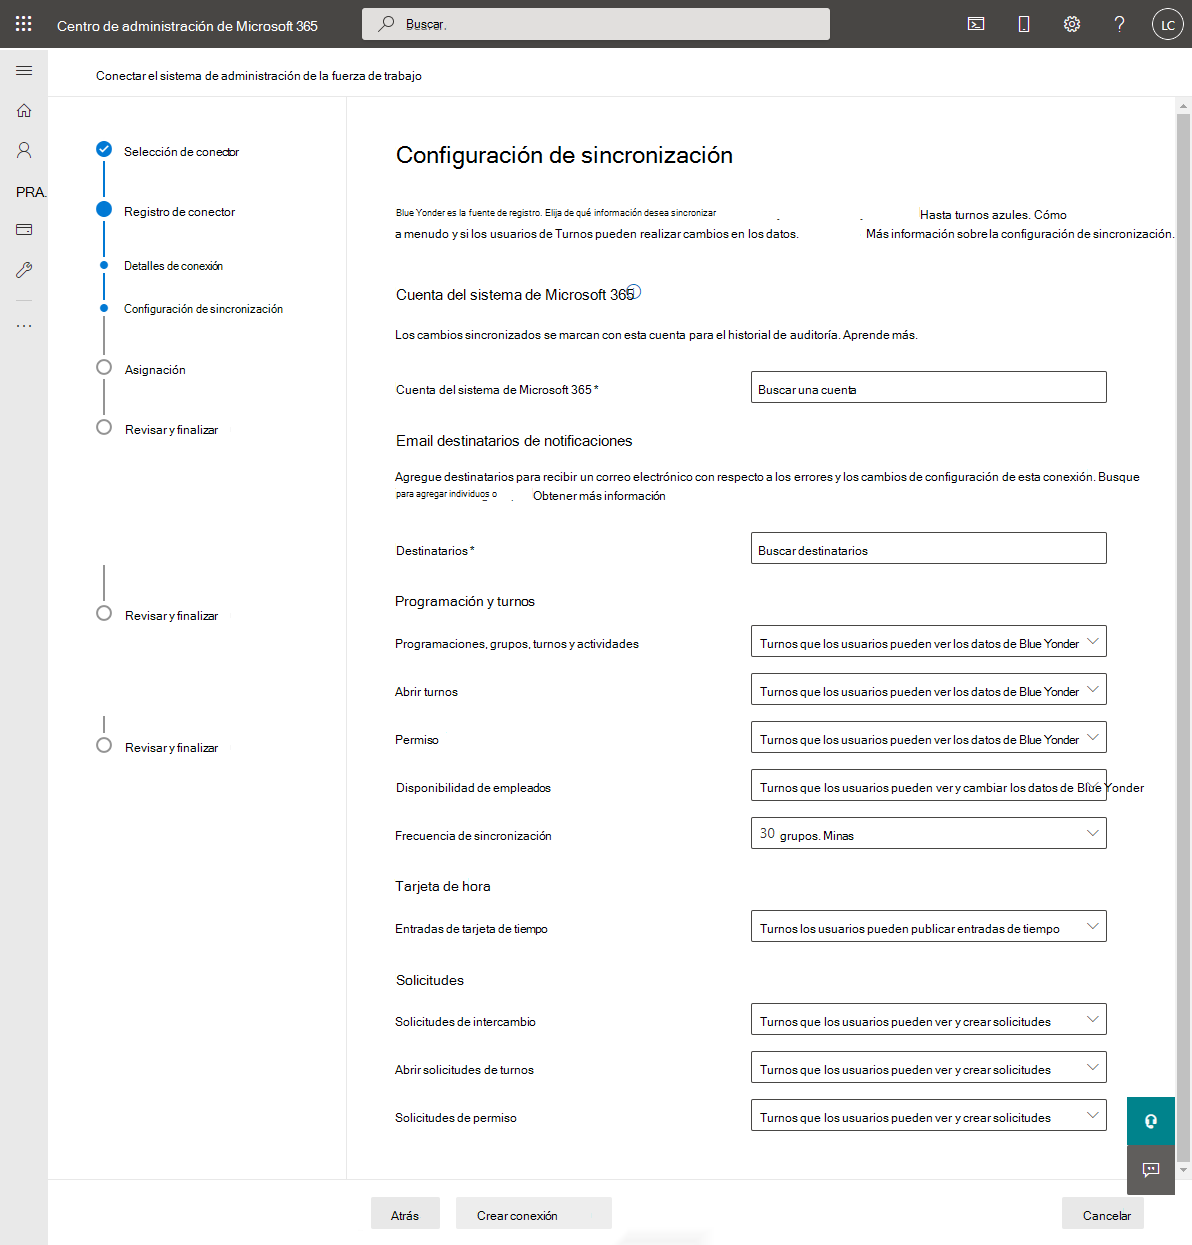 Centro de administración de Microsoft 365
Buscar.
LC
Conectar el sistema de administración de la fuerza de trabajo
PRA.
Selección de conector
Registro de conector
Detalles de conexión
Configuración de sincronización
Asignación
Revisar y finalizar
Revisar y finalizar
Revisar y finalizar
Configuración de sincronización
Blue Yonder es la fuente de registro. Elija de qué información desea sincronizar Hasta turnos azules. Cómo
a menudo y si los usuarios de Turnos pueden realizar cambios en los datos. Más información sobre la configuración de sincronización.
Cuenta del sistema de Microsoft 365
Los cambios sincronizados se marcan con esta cuenta para el historial de auditoría. Aprende más.
Cuenta del sistema de Microsoft 365 * Buscar una cuenta
Email destinatarios de notificaciones
Agregue destinatarios para recibir un correo electrónico con respecto a los errores y los cambios de configuración de esta conexión. Busque
para agregar individuos o Obtener más información
Destinatarios * Buscar destinatarios
Programación y turnos
Programaciones, grupos, turnos y actividades Turnos que los usuarios pueden ver los datos de Blue Yonder
Abrir turnos Turnos que los usuarios pueden ver los datos de Blue Yonder
Permiso Turnos que los usuarios pueden ver los datos de Blue Yonder
Disponibilidad de empleados Turnos que los usuarios pueden ver y cambiar los datos de Blue Yonder
Frecuencia de sincronización 30 grupos. Minas
Tarjeta de hora
Entradas de tarjeta de tiempo Turnos los usuarios pueden publicar entradas de tiempo
Solicitudes
Solicitudes de intercambio Turnos que los usuarios pueden ver y crear solicitudes
Abrir solicitudes de turnos Turnos que los usuarios pueden ver y crear solicitudes
Solicitudes de permiso Turnos que los usuarios pueden ver y crear solicitudes
Atrás Crear conexión Cancelar